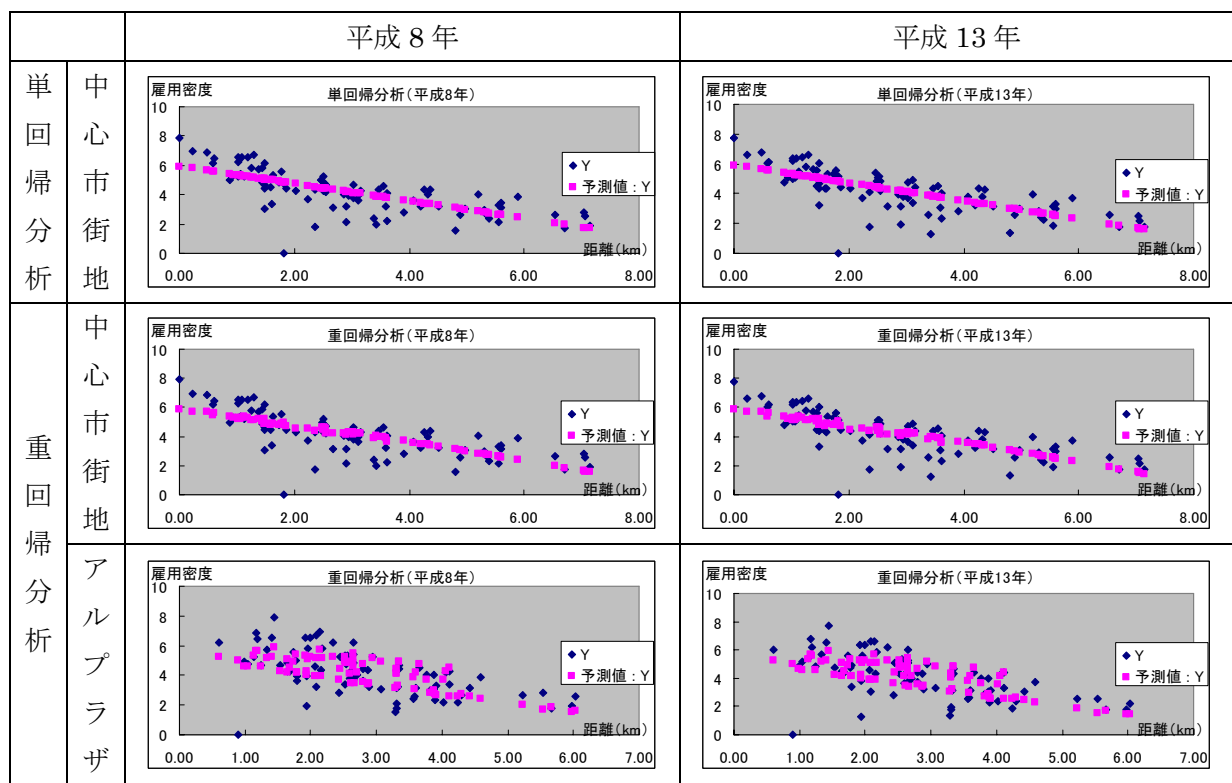 平成 8 年
平成 13 年
単回帰分析
中心市街地
雇用密度
単回帰分析(平成8年)
10
8
6
4
2
0
Y
予測値 : Y
距離(km)
0.00 2.00 4.00 6.00 8.00
雇用密度
単回帰分析(平成13年)
10
8
6
4
2
0
Y
予測値 : Y
距離(km)
0.00 2.00 4.00 6.00 8.00
重回帰分析
中心市街地
雇用密度
重回帰分析(平成8年)
10
8
6
4
2
0
Y
予測値 : Y
距離(km)
0.00 2.00 4.00 6.00 8.00
雇用密度
重回帰分析(平成13年)
10
8
6
4
2
0
Y
予測値 : Y
距離(km)
0.00 2.00 4.00 6.00 8.00
アルプラザ
雇用密度
重回帰分析(平成8年)
10
8
6
4
2
0
Y
予測値 : Y
距離(km)
0.00 1.00 2.00 3.00 4.00 5.00 6.00 7.00
雇用密度
重回帰分析(平成13年)
10
8
6
4
2
0
Y
予測値 : Y
距離(km)
0.00 1.00 2.00 3.00 4.00 5.00 6.00 7.00